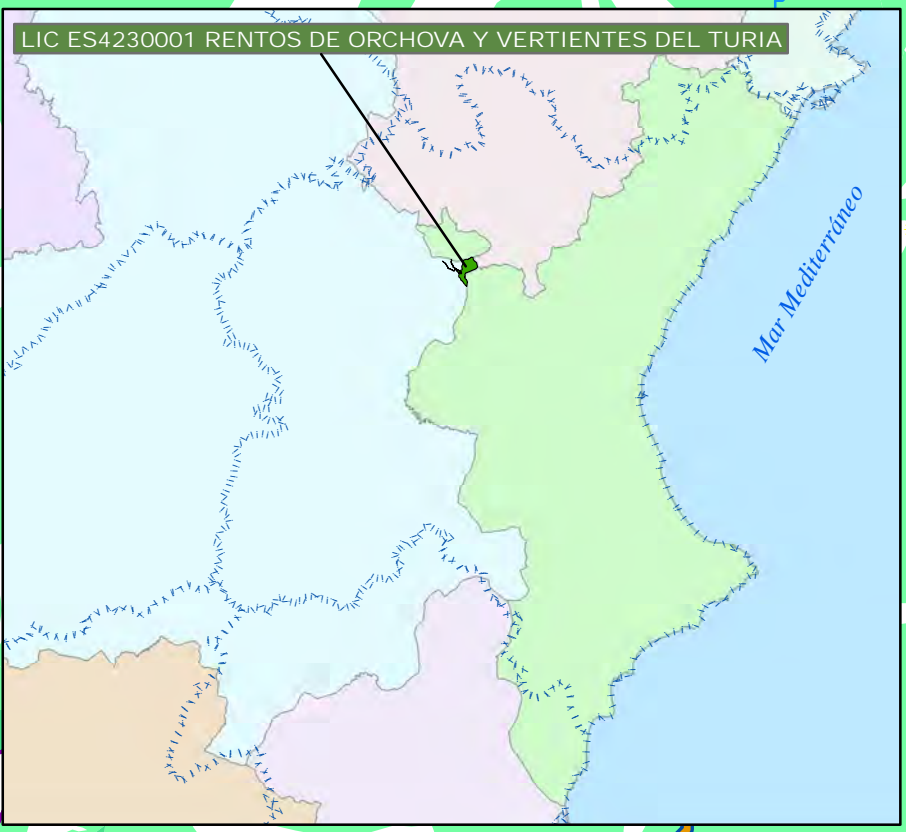 LIC ES4230001 RENTOS DE ORCHOVA Y VERTIENTES DEL TURIA
Mar Mediterráneo